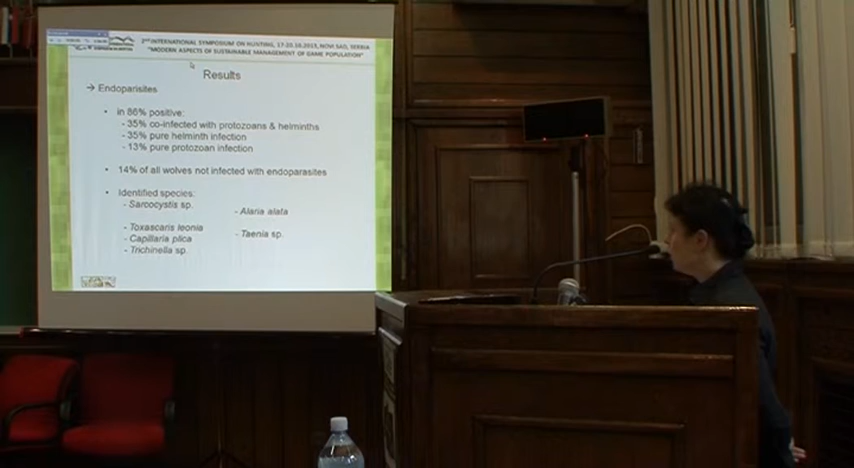 2nd INTERNATIONAL SYMPOSIUM ON HUNTING, 17-20.10.2013, NOVI SAD, SERBIA
"MODERN ASPECTS OF SUSTAINABLE MANAGEMENT OF GAME POPULATION"
Results
→ Endoparisites
• in 86% positive:
- 35% co-infected with protozoans & helminths
- 35% pure helminth infection
- 13% pure protozoan infection
• 14% of all wolves not infected with endoparasites
• Identified species:
- Sarcocystis sp.
- Alaria alata
- Toxascaris leonia
- Taenia sp.
- Capillaria plica
- Trichinella sp.